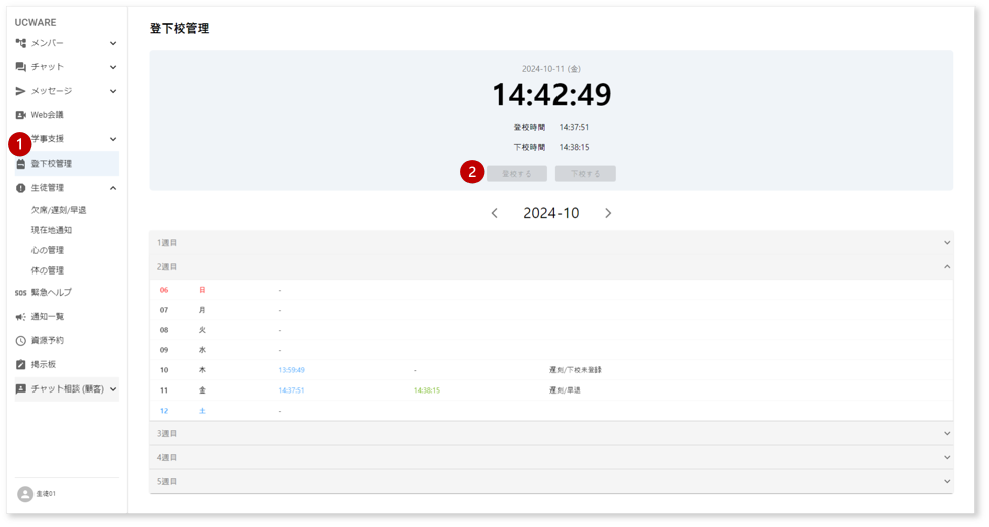 UCWARE
メンバー
チャット
メッセージ
Web会議
1
学事支援
登下校管理
生徒管理
欠席/遅刻/早退
現在地通知
心の管理
体の管理
SOS 緊急ヘルプ
通知一覧
資源予約
掲示板
チャット相談 (顧客)
生徒01
登下校管理
2024-10-11 (金)
14:42:49
登校時間 14:37:51
下校時間 14:38:15
2 登校する 下校する
2024-10
1週目
2週目
06 日 -
07 月 -
08 火 -
09 水 -
10 木 13:59:49 - 遅刻/下校未登録
11 金 14:37:51 14:38:15 遅刻/早退
12 土 -
3週目
4週目
5週目